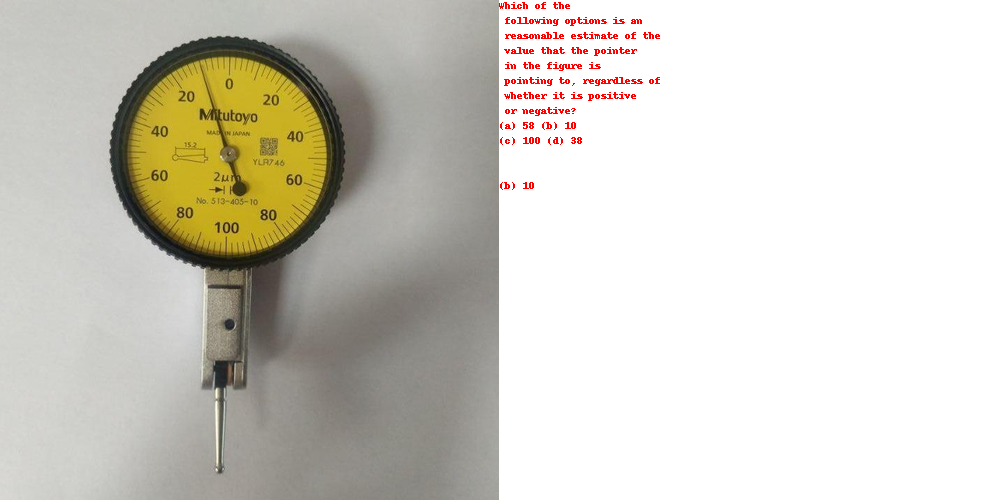 0
20
20
Mitutoyo
MADE IN JAPAN
40
40
15.2
YLR746
60
2μm
60
No. 513-405-10
80
80
100
Which of the
following options is an
reasonable estimate of the
value that the pointer
in the figure is
pointing to, regardless of
whether it is positive
or negative?
(a) 58 (b) 10
(c) 100 (d) 38
(b) 10